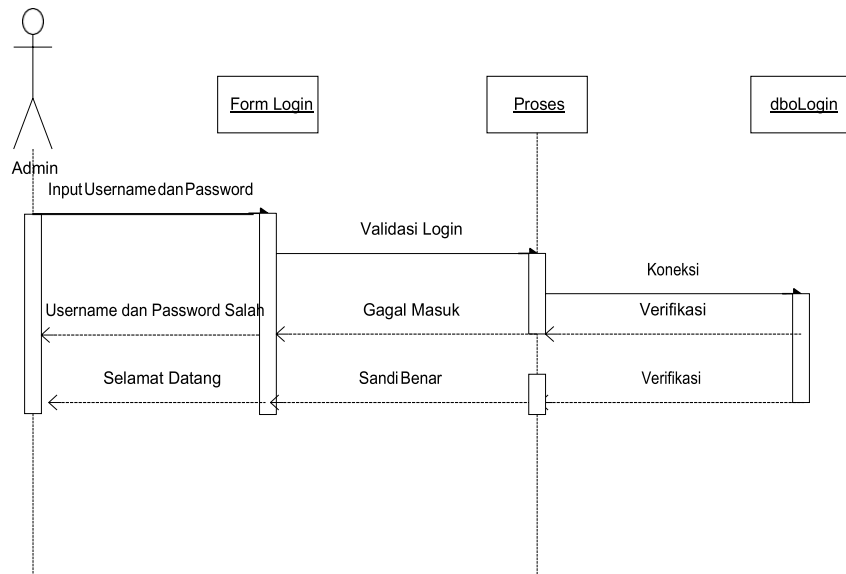 Form Login
Proses
dboLogin
Admin
Input Username dan Password
Validasi Login
Koneksi
Username dan Password Salah
Gagal Masuk
Verifikasi
Selamat Datang
Sandi Benar
Verifikasi